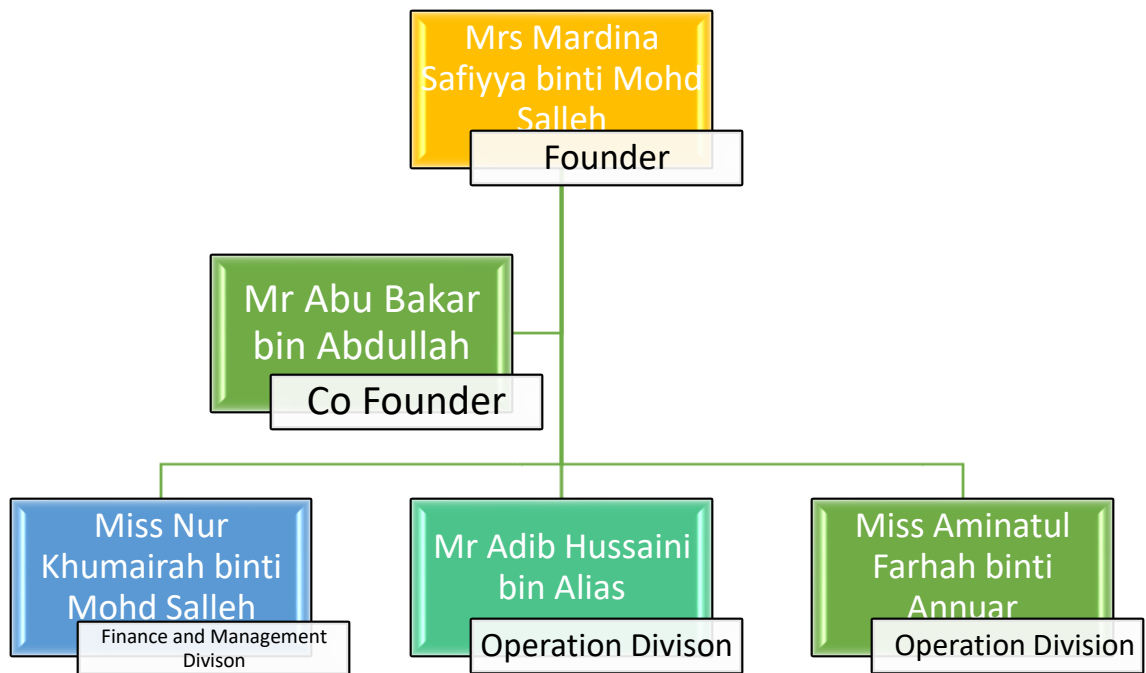 Mrs Mardina
Safiyya binti Mohd
Salleh
Founder
Mr Abu Bakar
bin Abdullah
Co Founder
Miss Nur
Khumairah binti
Mohd Salleh
Finance and Management
Divison
Mr Adib Hussaini
bin Alias
Operation Divison
Miss Aminatul
Farhah binti
Annuar
Operation Division